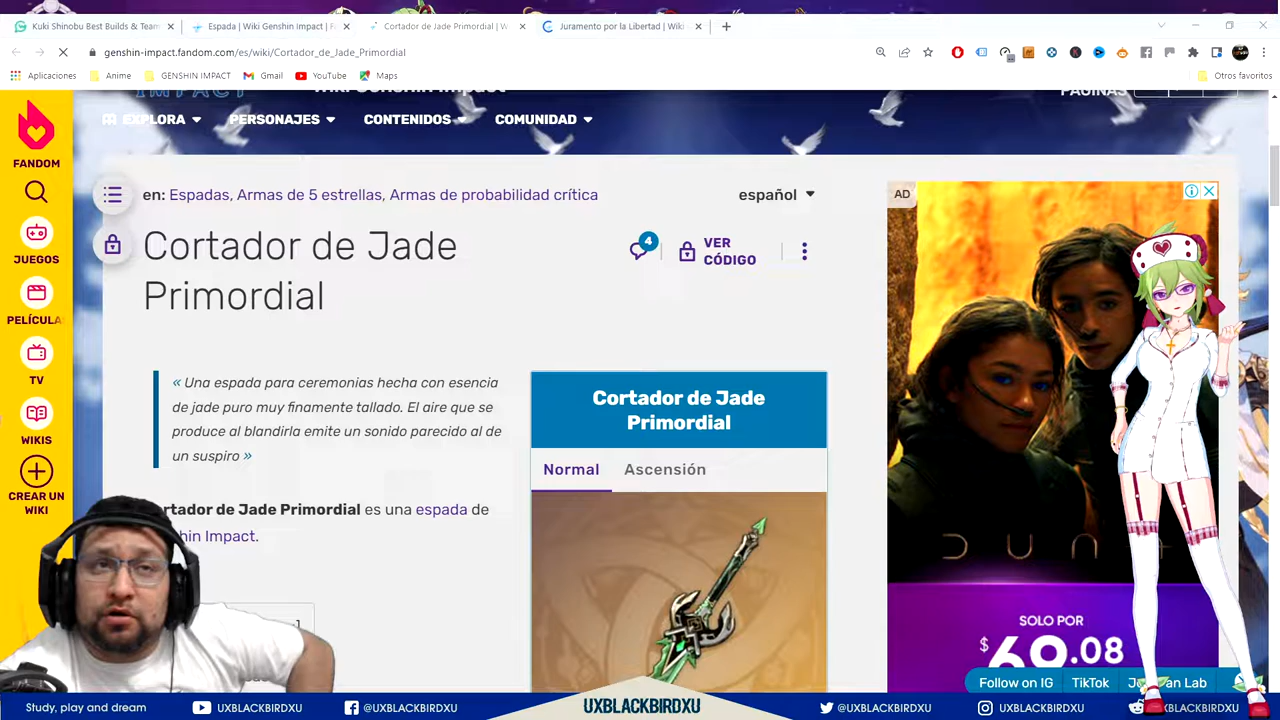 Kuki Shinobu Best Builds & Team
Espada | Wiki Genshin Impact | F
Cortador de Jade Primordial | W
Juramento por la Libertad | Wiki
genshin-impact.fandom.com/es/wiki/Cortador_de_Jade_Primordial
Aplicaciones
Anime
GENSHIN IMPACT
Gmail
YouTube
Maps
Otros favoritos
EXPLORA
PERSONAJES
CONTENIDOS
COMUNIDAD
FANDOM
JUEGOS
PELÍCULA
TV
WIKIS
CREAR UN
WIKI
en: Espadas, Armas de 5 estrellas, Armas de probabilidad crítica
español
Cortador de Jade
Primordial
4
VER
CÓDIGO
« Una espada para ceremonias hecha con esencia
de jade puro muy finamente tallado. El aire que se
produce al blandirla emite un sonido parecido al de
un suspiro »
rtador de Jade Primordial es una espada de
hin Impact.
Cortador de Jade
Primordial
Normal
Ascensión
AD
SOLO POR
$69.08
Follow on IG
TikTok
Study, play and dream
UXBLACKBIRDXU
@UXBLACKBIRDXU
UXBLACKBIRDXU
@UXBLACKBIRDXU
UXBLACKBIRDXU